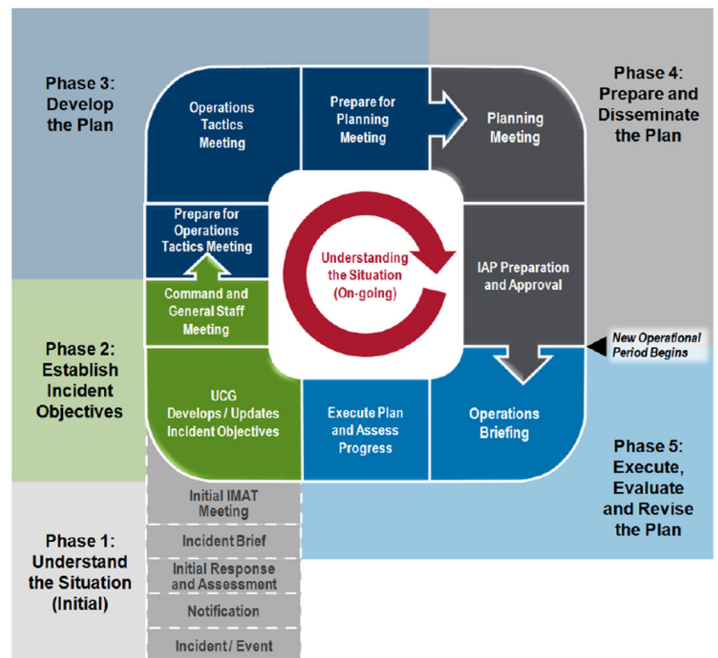 Phase 3:
Develop
the Plan
Operations
Tactics
Meeting
Prepare for
Planning
Meeting
Planning
Meeting
Phase 4:
Prepare and
Disseminate
the Plan
Prepare for
Operations
Tactics Meeting
Understanding
the Situation
(On-going)
IAP Preparation
and Approval
Command and
General Staff
Meeting
New Operational
Period Begins
Phase 2:
Establish
Incident
Objectives
UCG
Develops / Updates
Incident Objectives
Execute Plan
and Assess
Progress
Operations
Briefing
Phase 5:
Execute,
Evaluate
and Revise
the Plan
Phase 1:
Understand
the Situation
(Initial)
Initial IMAT
Meeting
Incident Brief
Initial Response
and Assessment
Notification
Incident / Event